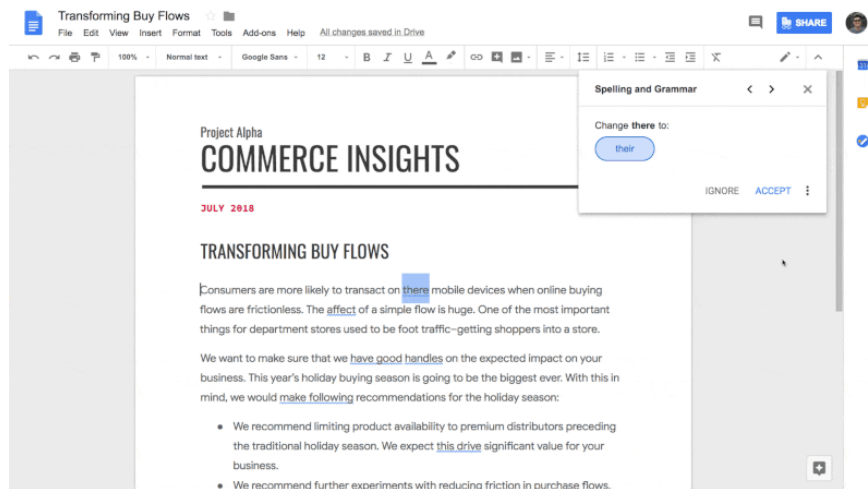 Transforming Buy Flows
File Edit View Insert Format Tools Add-ons Help All changes saved in Drive
SHARE
100% Normal text Google Sans 12 B I U A
Spelling and Grammar
Change there to:
their
IGNORE ACCEPT
Project Alpha
COMMERCE INSIGHTS
JULY 2018
TRANSFORMING BUY FLOWS
Consumers are more likely to transact on there mobile devices when online buying
flows are frictionless. The affect of a simple flow is huge. One of the most important
things for department stores used to be foot traffic–getting shoppers into a store.
We want to make sure that we have good handles on the expected impact on your
business. This year's holiday buying season is going to be the biggest ever. With this in
mind, we would make following recommendations for the holiday season:
• We recommend limiting product availability to premium distributors preceding
the traditional holiday season. We expect this drive significant value for your
business.
• We recommend further experiments with reducing friction in purchase flows.